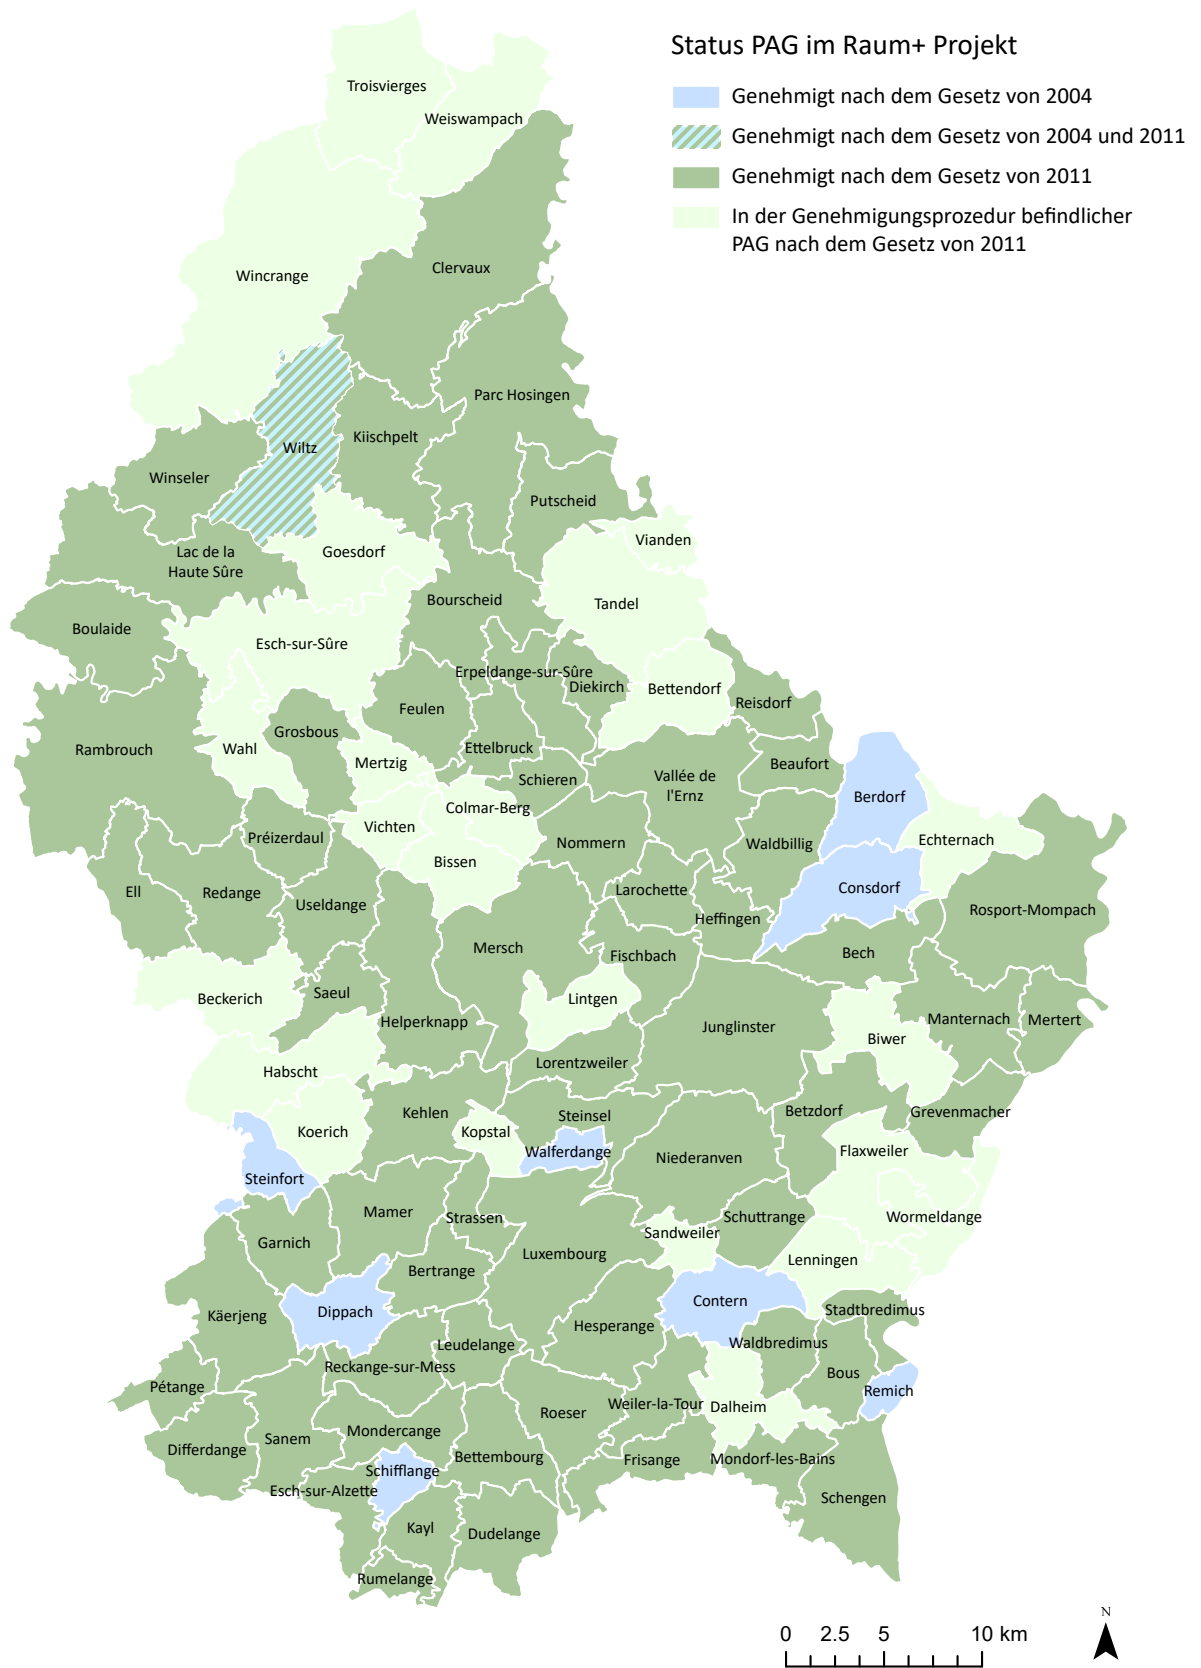 Status PAG im Raum+ Projekt
Genehmigt nach dem Gesetz von 2004
Genehmigt nach dem Gesetz von 2004 und 2011
Genehmigt nach dem Gesetz von 2011
In der Genehmigungsprozedur befindlicher
PAG nach dem Gesetz von 2011
Troisvierges
Weiswampach
Wincrange
Clervaux
Parc Hosingen
Wiltz
Kiischpelt
Winseler
Putscheid
Vianden
Lac de la
Haute Sûre
Goesdorf
Bourscheid
Tandel
Boulaide
Esch-sur-Sûre
Erpeldange-sur-Sûre
Diekirch
Bettendorf
Reisdorf
Feulen
Grosbous
Rambrouch
Wahl
Ettelbruck
Mertzig
Schieren
Vallée de
l'Ernz
Beaufort
Berdorf
Colmar-Berg
Vichten
Préizerdaul
Nommern
Waldbillig
Echternach
Bissen
Ell
Redange
Useldange
Larochette
Consdorf
Heffingen
Rosport-Mompach
Mersch
Fischbach
Bech
Beckerich
Saeul
Lintgen
Helperknapp
Junglinster
Manternach
Mertert
Biwer
Habscht
Lorentzweiler
Kehlen
Steinsel
Betzdorf
Grevenmacher
Koerich
Kopstal
Walferdange
Niederanven
Flaxweiler
Steinfort
Mamer
Strassen
Schuttrange
Wormeldange
Sandweiler
Garnich
Luxembourg
Lenningen
Bertrange
Käerjeng
Dippach
Contern
Stadtbredimus
Hesperange
Leudelange
Waldbredimus
Reckange-sur-Mess
Bous
Pétange
Remich
Weiler-la-Tour
Dalheim
Roeser
Mondercange
Sanem
Differdange
Bettembourg
Frisange
Mondorf-les-Bains
Schifflange
Esch-sur-Alzette
Schengen
Kayl
Dudelange
Rumelange
0 2.5 5 10 km
N